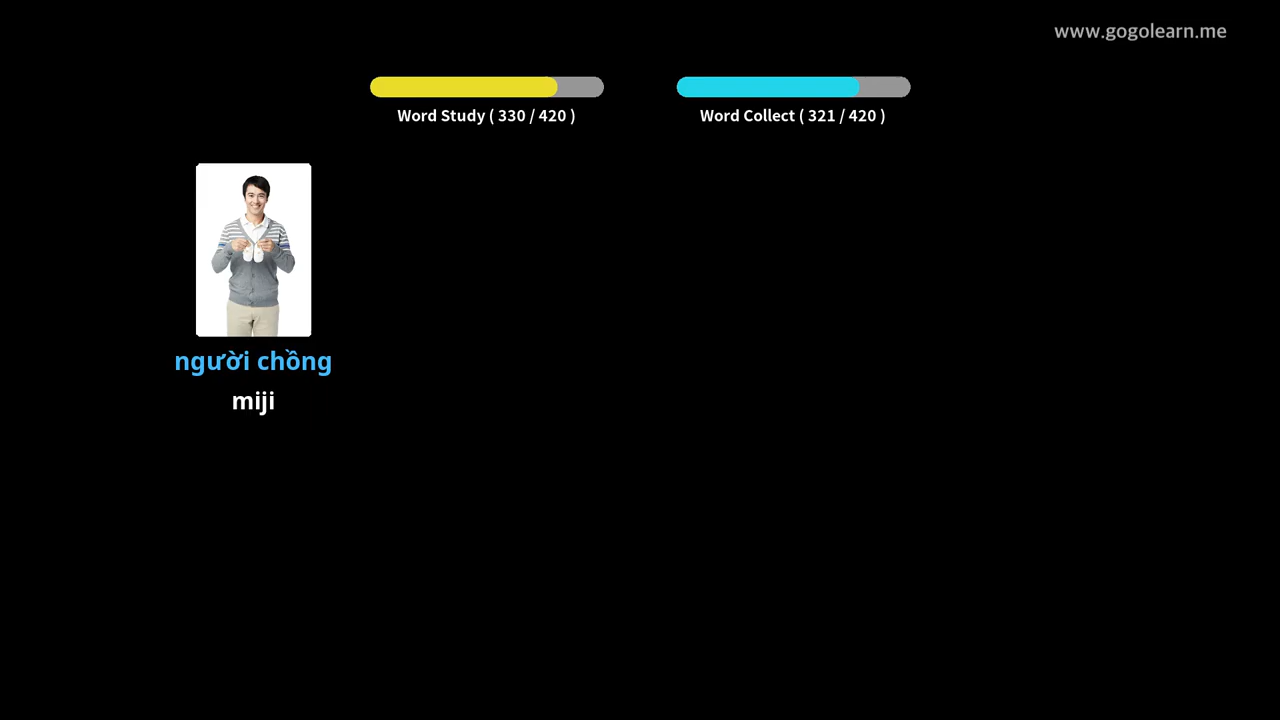 www.gogolearn.me
Word Study ( 330 / 420 )
Word Collect ( 321 / 420 )
người chồng
miji